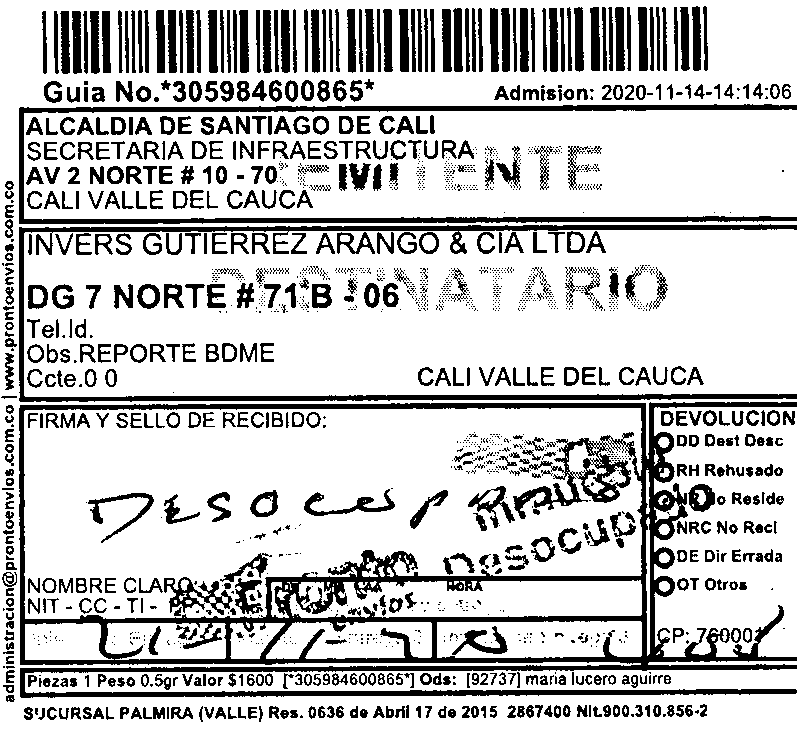 Guia No.*305984600865*
Admision: 2020-11-14-14:14:06
ALCALDIA DE SANTIAGO DE CALI
SECRETARIA DE INFRAESTRUCTURA
AV 2 NORTE # 10 - 70
REMITENTE
CALI VALLE DEL CAUCA
INVERS GUTIERREZ ARANGO & CIA LTDA
DESTINATARIO
DG 7 NORTE # 71 B - 06
Tel.Id.
Obs.REPORTE BDME
Ccte.0 0
CALI VALLE DEL CAUCA
FIRMA Y SELLO DE RECIBIDO:
DEVOLUCION
DD Dest Desc
RH Rehusado
NR No Reside
NRC No Recl
DE Dir Errada
OT Otros
Desocupado
Inmueble
Desocupado
NOMBRE CLARO
NIT - CC - TI - PP
HORA
envios
CP: 760001
Piezas 1 Peso 0.5gr Valor $1600 [*305984600865*] Ods: [92737] maria lucero aguirre
SUCURSAL PALMIRA (VALLE) Res. 0636 de Abril 17 de 2015 2867400 Nit.900.310.856-2
administracion@prontoenvios.com.co | www.prontoenvios.com.co